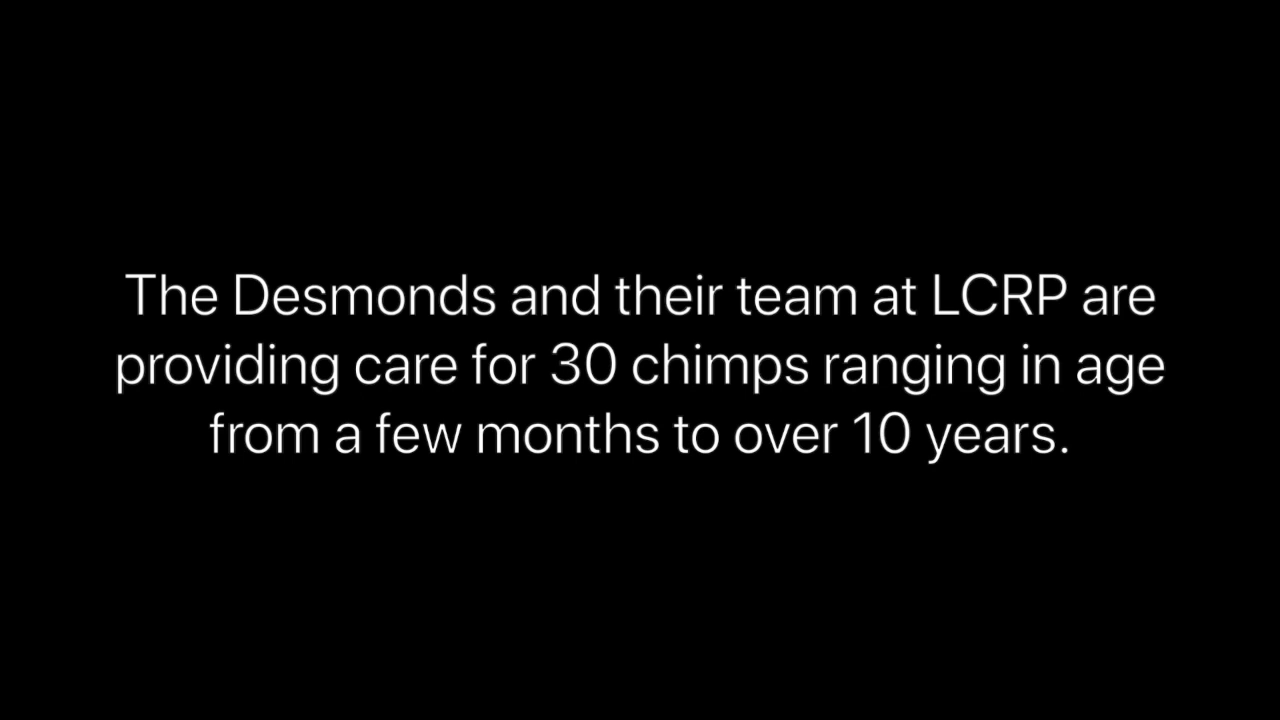 The Desmonds and their team at LCRP are
providing care for 30 chimps ranging in age
from a few months to over 10 years.